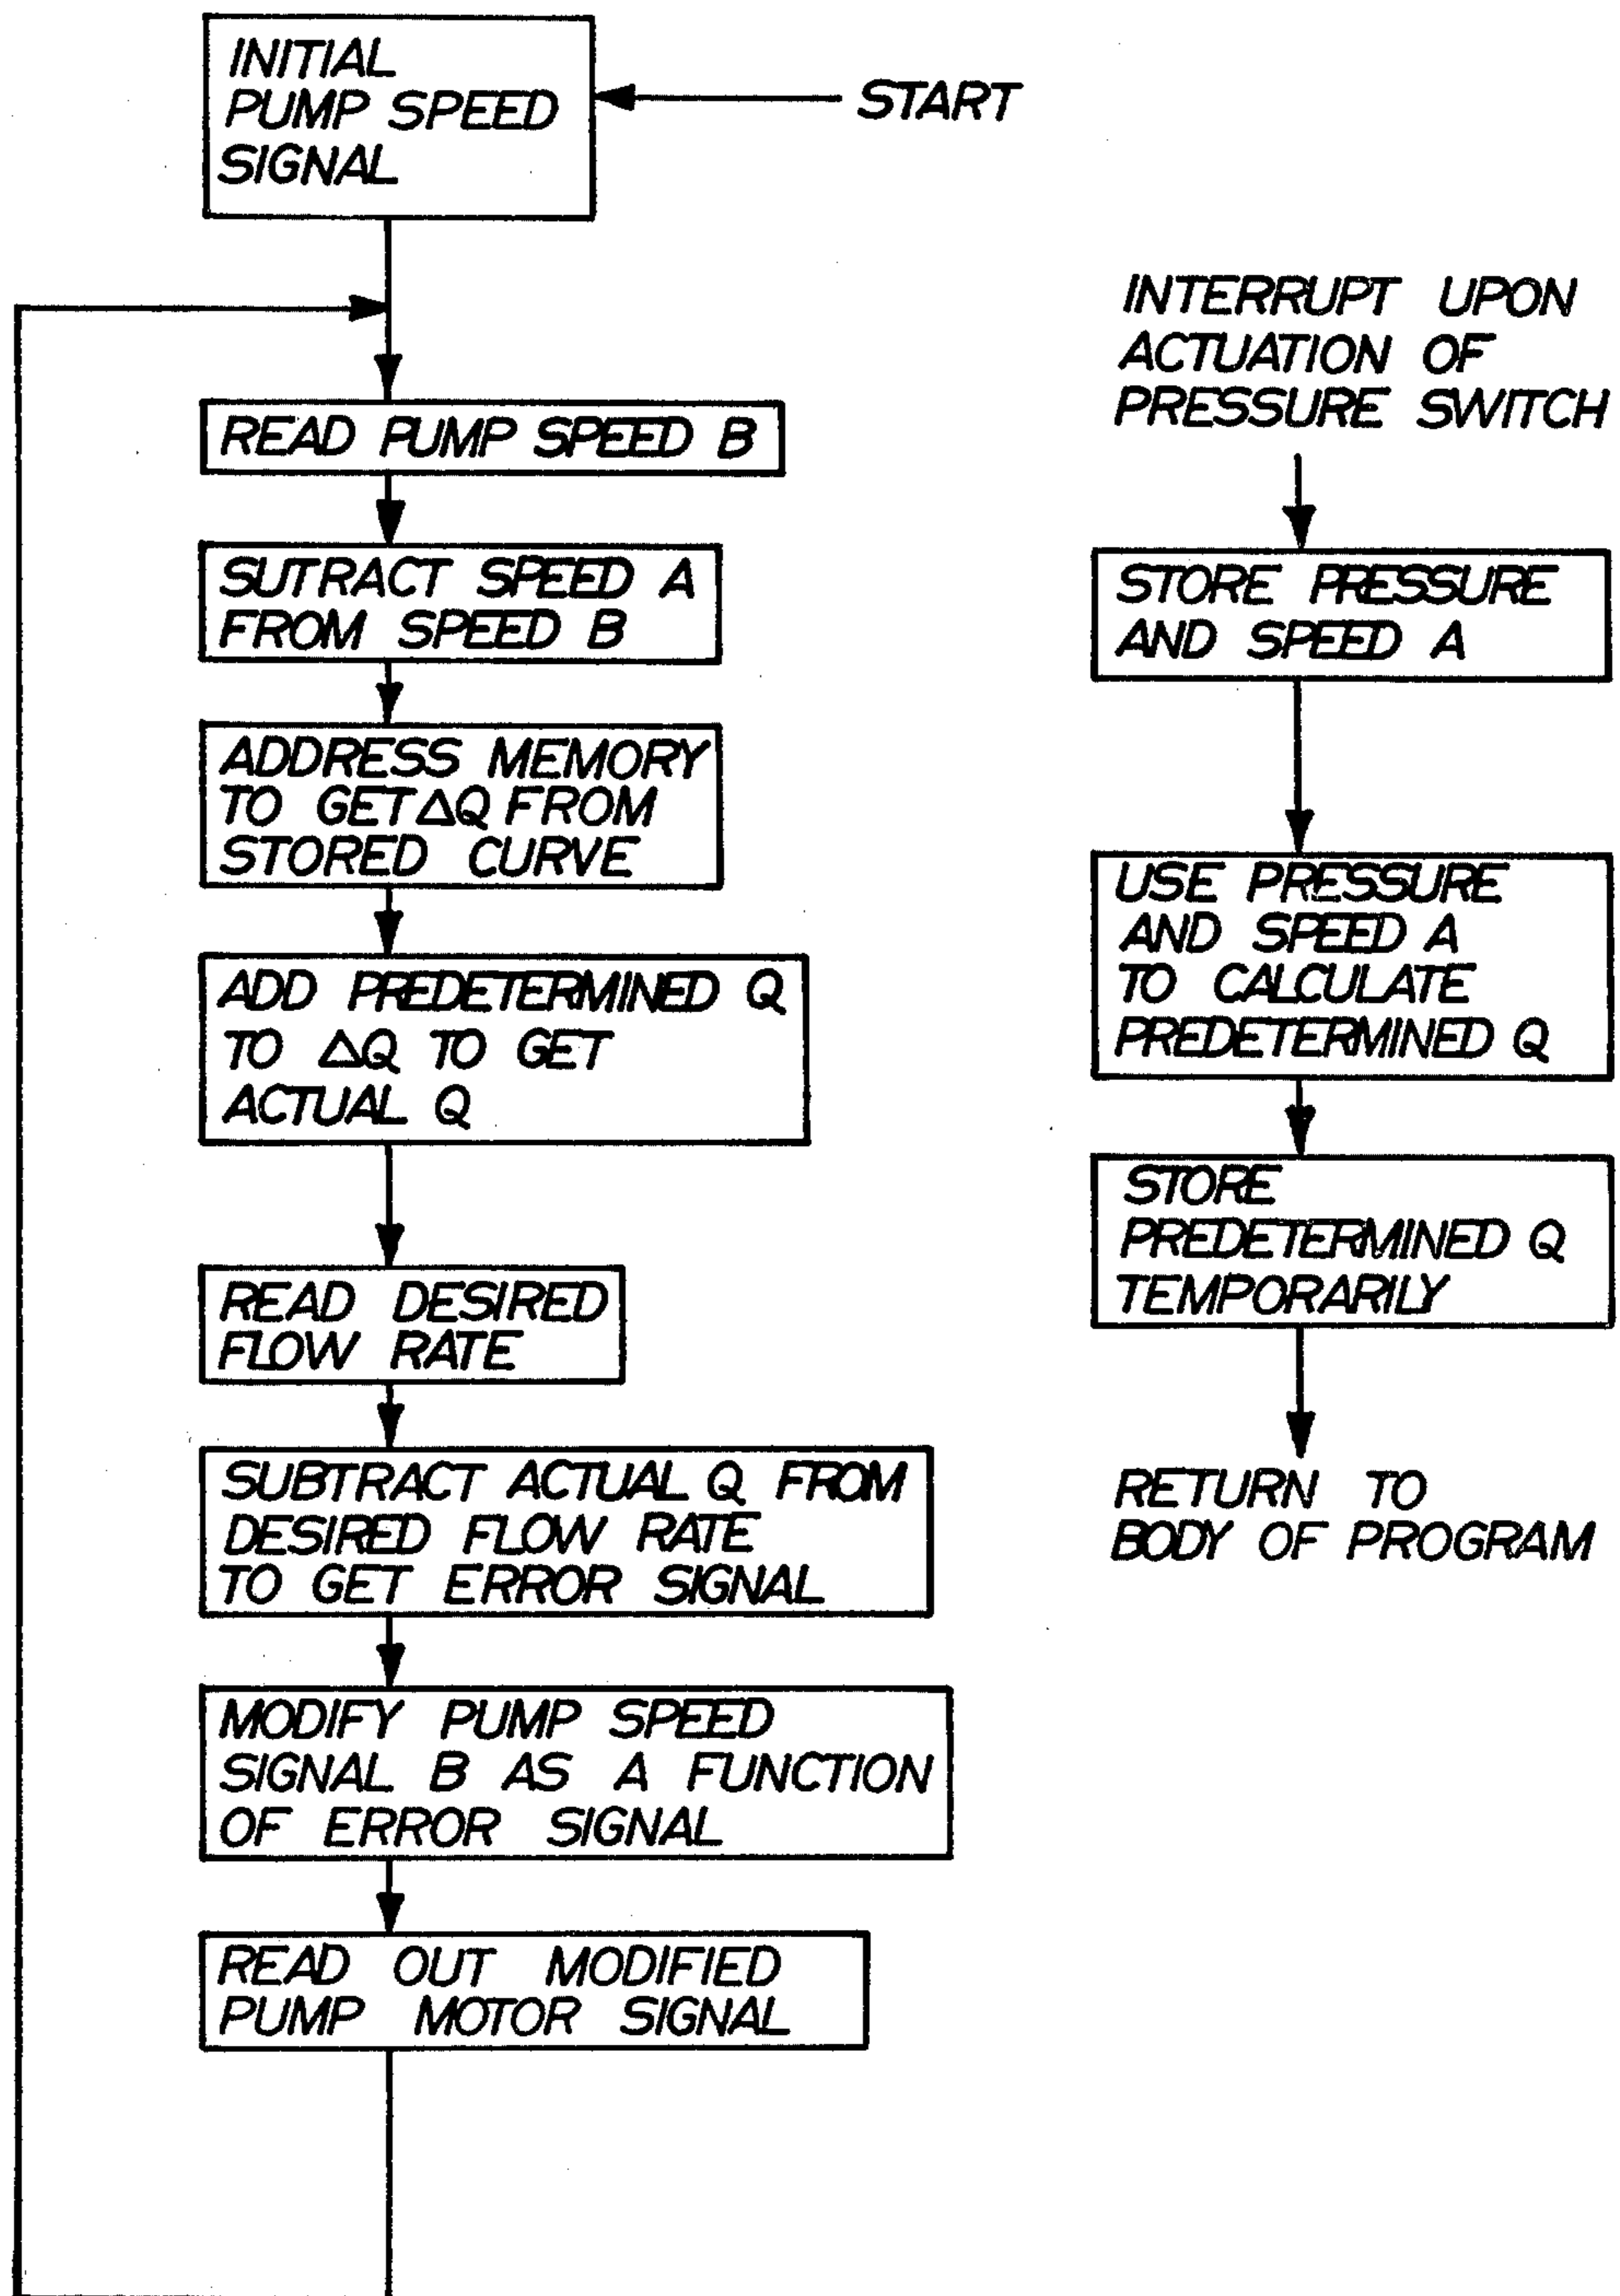 INITIAL
PUMP SPEED
SIGNAL
START
READ PUMP SPEED B
SUTRACT SPEED A
FROM SPEED B
ADDRESS MEMORY
TO GET ΔQ FROM
STORED CURVE
ADD PREDETERMINED Q
TO ΔQ TO GET
ACTUAL Q
READ DESIRED
FLOW RATE
SUBTRACT ACTUAL Q FROM
DESIRED FLOW RATE
TO GET ERROR SIGNAL
MODIFY PUMP SPEED
SIGNAL B AS A FUNCTION
OF ERROR SIGNAL
READ OUT MODIFIED
PUMP MOTOR SIGNAL
INTERRUPT UPON
ACTUATION OF
PRESSURE SWITCH
STORE PRESSURE
AND SPEED A
USE PRESSURE
AND SPEED A
TO CALCULATE
PREDETERMINED Q
STORE
PREDETERMINED Q
TEMPORARILY
RETURN TO
BODY OF PROGRAM